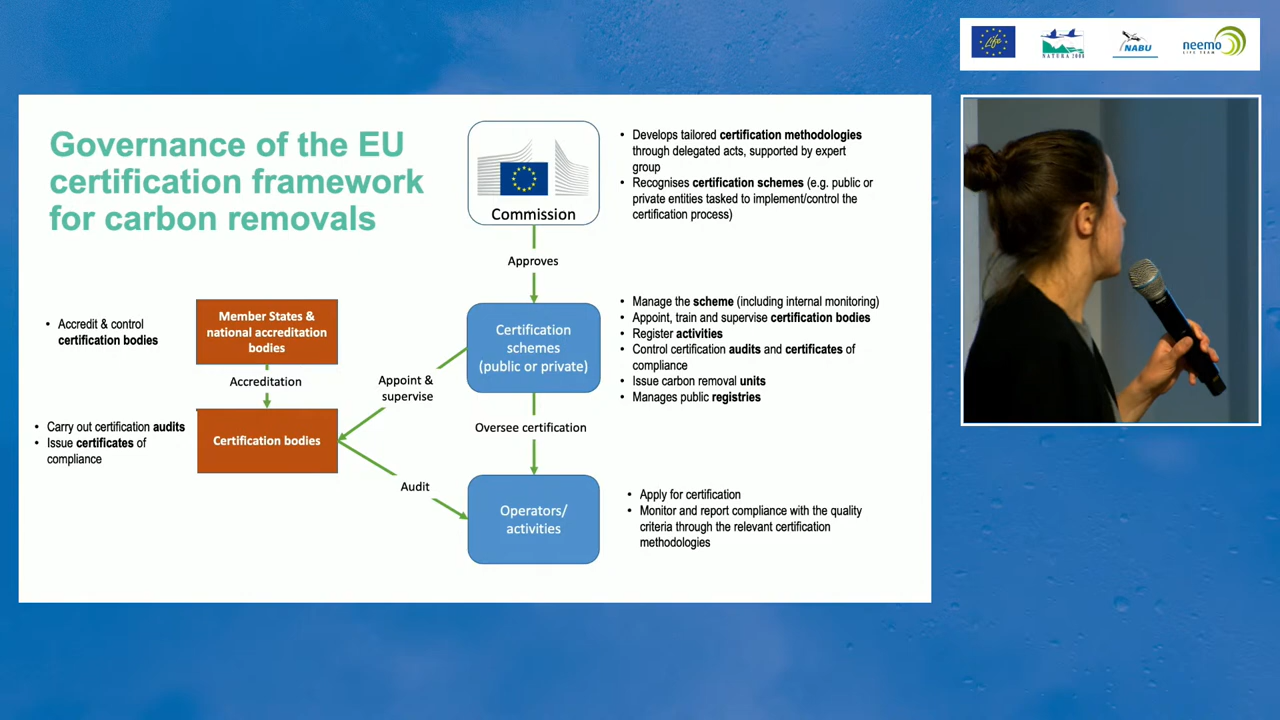 Life
NATURA 2000
NABU
neemo
LIFE TEAM
Governance of the EU
certification framework
for carbon removals
Commission
• Develops tailored certification methodologies
through delegated acts, supported by expert
group
• Recognises certification schemes (e.g. public or
private entities tasked to implement/control the
certification process)
Approves
Certification
schemes
(public or private)
• Manage the scheme (including internal monitoring)
• Appoint, train and supervise certification bodies
• Register activities
• Control certification audits and certificates of
compliance
• Issue carbon removal units
• Manages public registries
• Accredit & control
certification bodies
Member States &
national accreditation
bodies
Accreditation
Appoint &
supervise
• Carry out certification audits
• Issue certificates of
compliance
Certification bodies
Oversee certification
Audit
Operators/
activities
• Apply for certification
• Monitor and report compliance with the quality
criteria through the relevant certification
methodologies